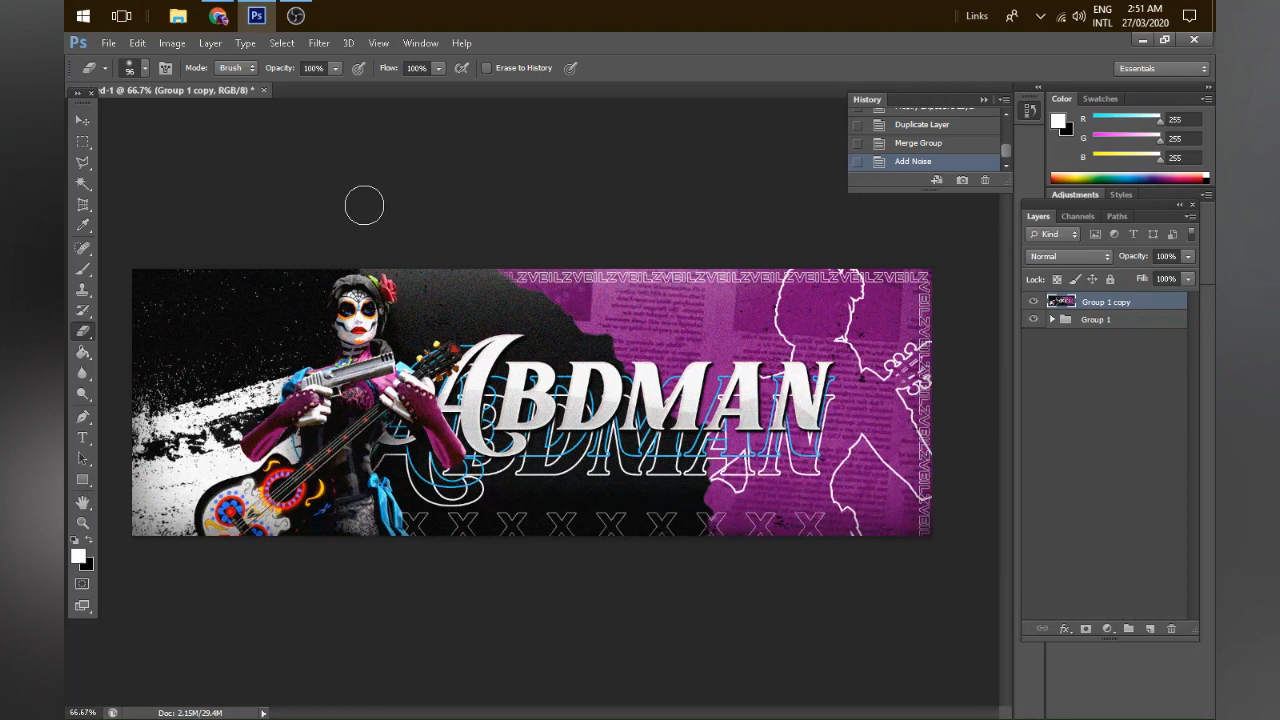 Links
ENG
INTL
2:51 AM
27/03/2020
Ps
File Edit Image Layer Type Select Filter 3D View Window Help
96
Mode: Brush Opacity: 100% Flow: 100% Erase to History
Essentials
d-1 @ 66.7% (Group 1 copy, RGB/8) *
History
Duplicate Layer
Merge Group
Add Noise
Color Swatches
R 255
G 255
B 255
Adjustments Styles
Layers Channels Paths
Kind
Normal Opacity: 100%
Lock: Fill: 100%
Group 1 copy
Group 1
LZVEILZVEILZVEILZVEILZVEILZVEILZVEILZVEILZ
ABDMAN
ABDMAN
ABDMAN
X X X X X X X X X
66.67% Doc: 2.15M/29.4M